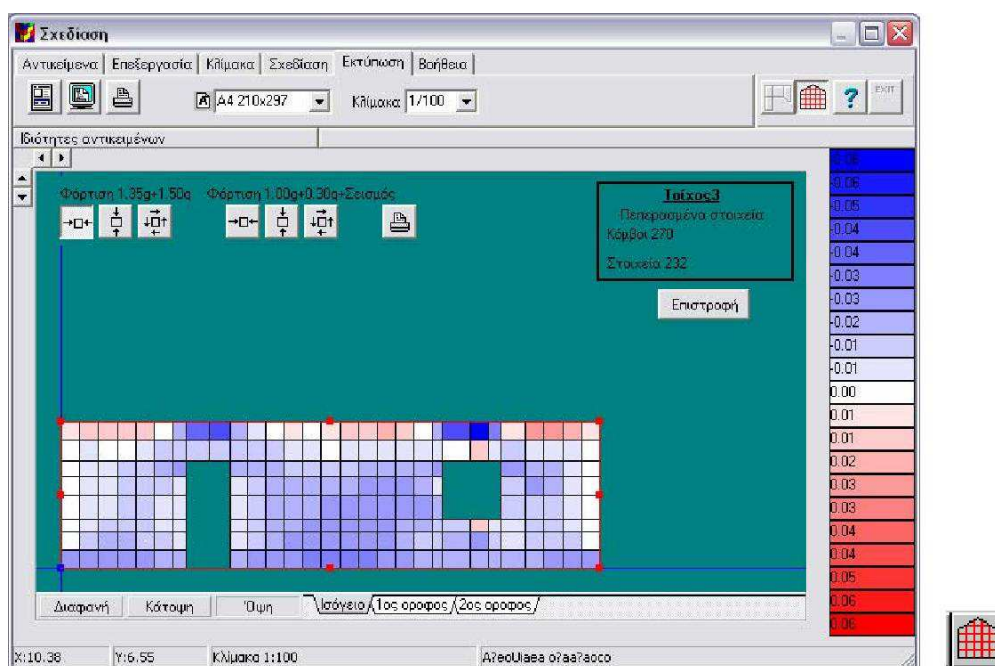 Σχεδίαση
Αντικείμενα Επεξεργασία Κλίμακα Σχεδίαση Εκτύπωση Βοήθεια
A4 210x297 Κλίμακα 1/100 EXIT
Ιδιότητες αντικειμένων
Φόρτιση 1.35g+1.50q Φόρτιση 1.00g+0.30q+Σεισμός
Τοίχος3
Πεπερασμένα στοιχεία
Κόμβοι 270
Στοιχεία 232
Επιστροφή
-0.06
-0.06
-0.05
-0.04
-0.04
-0.03
-0.03
-0.02
-0.01
-0.01
0.00
0.01
0.01
0.02
0.03
0.03
0.04
0.04
0.05
0.06
0.06
Διαφανή Κάτοψη Όψη Ισόγειο 1ος οροφος 2ος οροφος
X:10.38 Y:6.55 Κλίμακα 1:100 A?eoUiaea o?aa?aoco